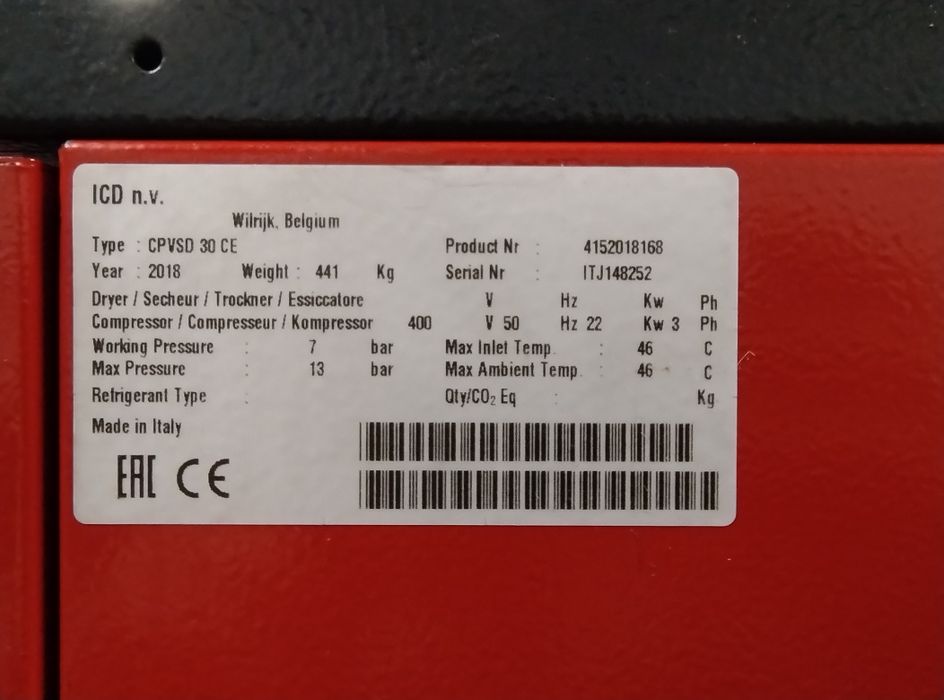 ICD n.v.
Wilrijk, Belgium
Type : CPVSD 30 CE Product Nr : 4152018168
Year : 2018 Weight : 441 Kg Serial Nr : ITJ148252
Dryer / Secheur / Trockner / Essiccatore V Hz Kw Ph
Compressor / Compresseur / Kompressor 400 V 50 Hz 22 Kw 3 Ph
Working Pressure : 7 bar Max Inlet Temp. : 46 C
Max Pressure : 13 bar Max Ambient Temp. : 46 C
Refrigerant Type : Qty/CO₂ Eq : Kg
Made in Italy
EAC CE